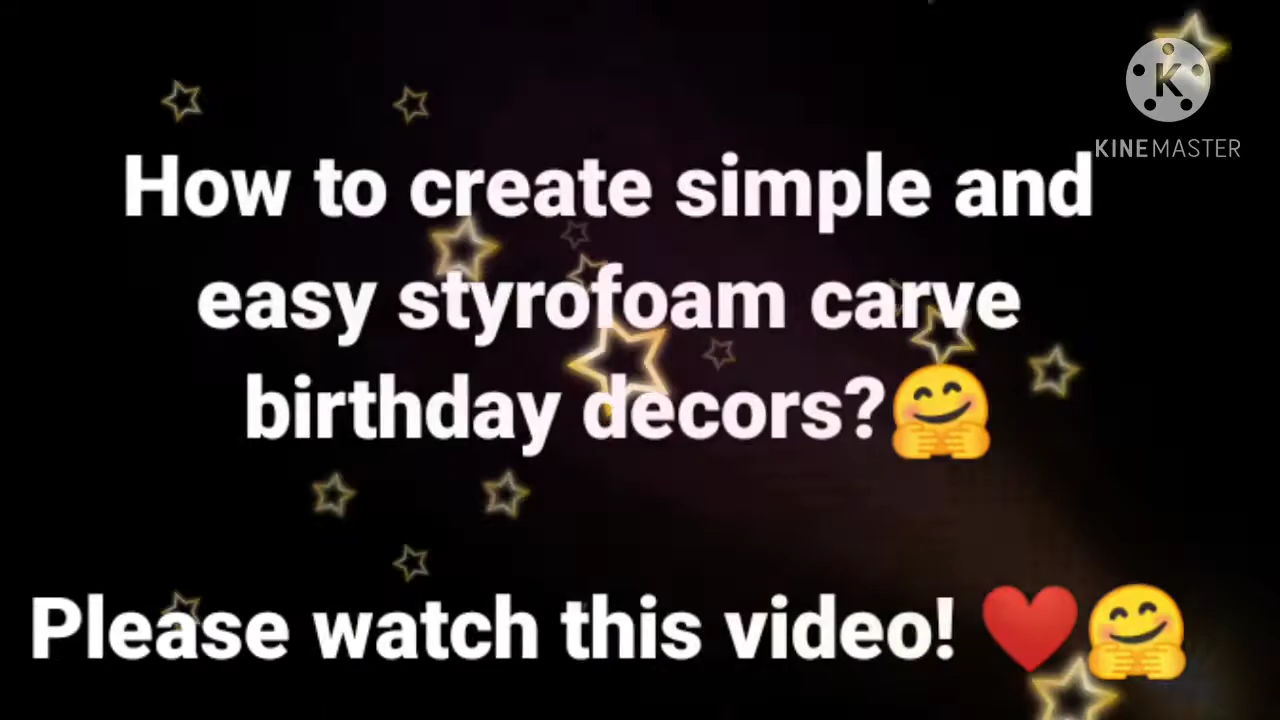 K
KINEMASTER
How to create simple and
easy styrofoam carve
birthday decors?🤗
Please watch this video! ❤️🤗